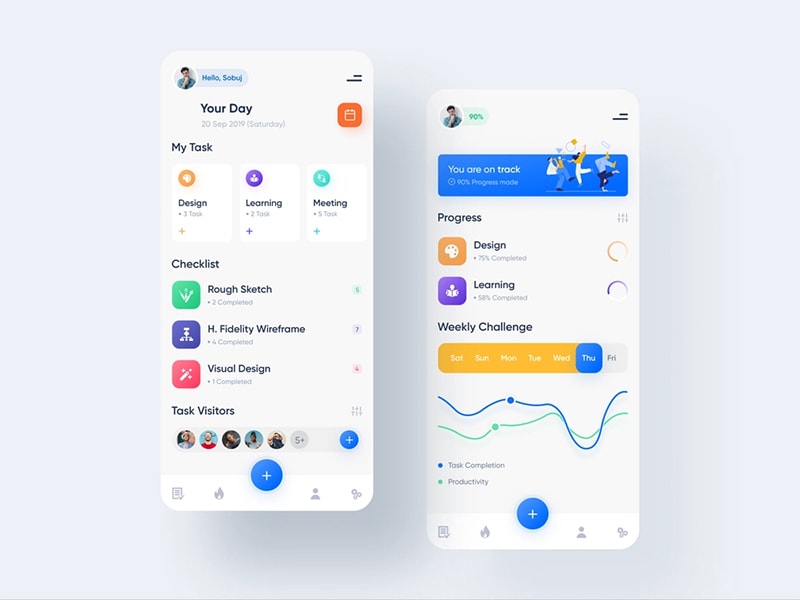 Hello, Sobuj
Your Day
20 Sep 2019 (Saturday)
My Task
Design
• 3 Task
+
Learning
• 2 Task
+
Meeting
• 5 Task
+
Checklist
Rough Sketch
• 2 Completed
5
H. Fidelity Wireframe
• 4 Completed
7
Visual Design
• 1 Completed
4
Task Visitors
5+
+
+
90%
You are on track
90% Progress made
Progress
Design
• 75% Completed
Learning
• 58% Completed
Weekly Challenge
Sat Sun Mon Tue Wed Thu Fri
Task Completion
Productivity
+